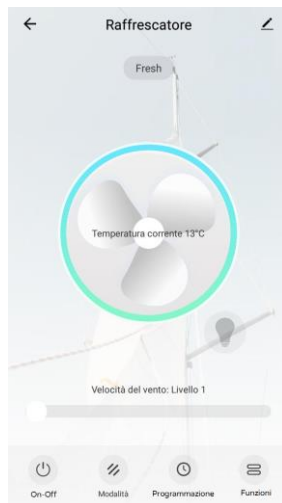 Raffrescatore
Fresh
Temperatura corrente 13°C
Velocità del vento: Livello 1
On-Off
Modalità
Programmazione
Funzioni